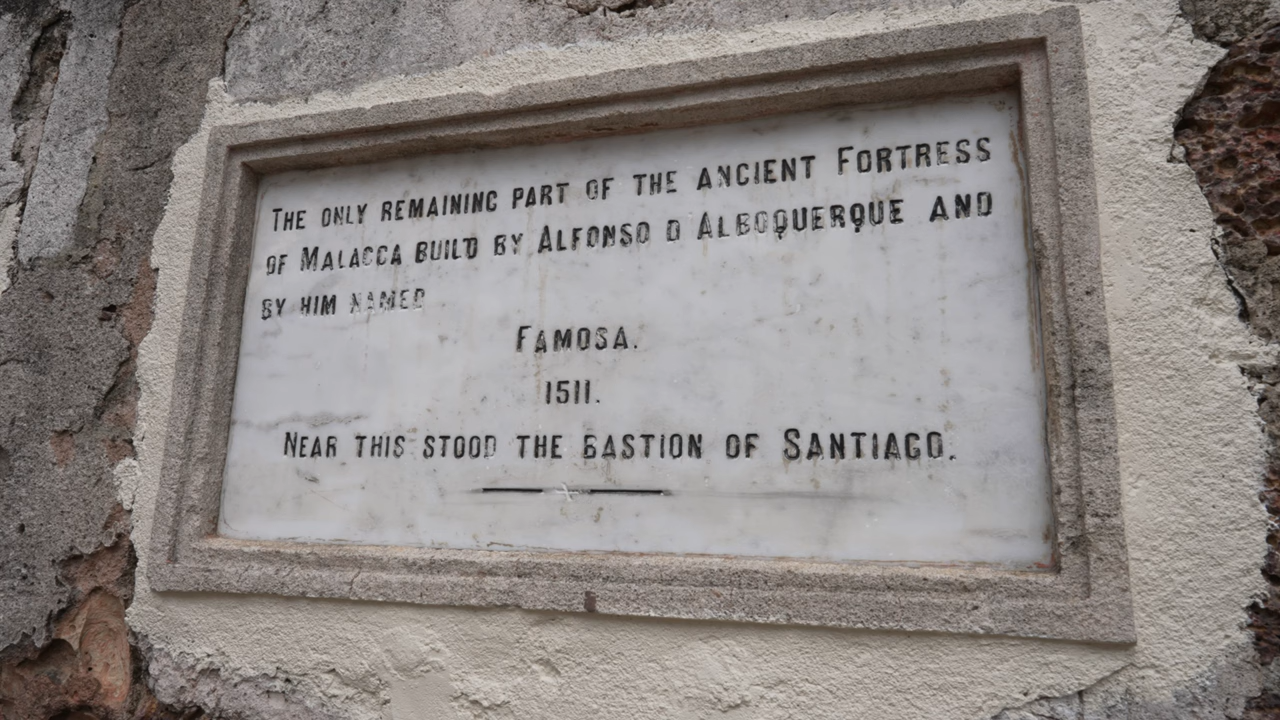 THE ONLY REMAINING PART OF THE ANCIENT FORTRESS
OF MALACCA BUILD BY ALFONSO D ALBOQUERQUE AND
BY HIM NAMED
FAMOSA.
1511.
NEAR THIS STOOD THE BASTION OF SANTIAGO.